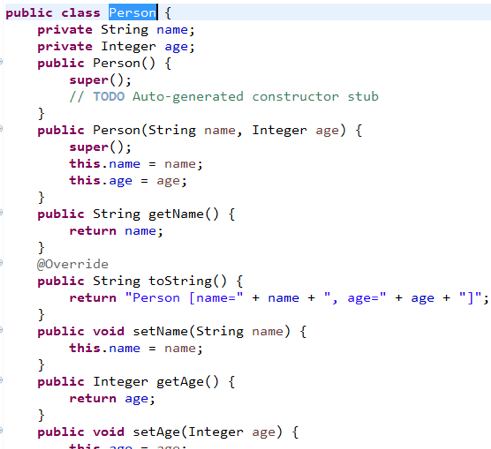 public class Person {
    private String name;
    private Integer age;
    public Person() {
        super();
        // TODO Auto-generated constructor stub
    }
    public Person(String name, Integer age) {
        super();
        this.name = name;
        this.age = age;
    }
    public String getName() {
        return name;
    }
    @Override
    public String toString() {
        return "Person [name=" + name + ", age=" + age + "]";
    }
    public void setName(String name) {
        this.name = name;
    }
    public Integer getAge() {
        return age;
    }
    public void setAge(Integer age) {
        this.age = age;